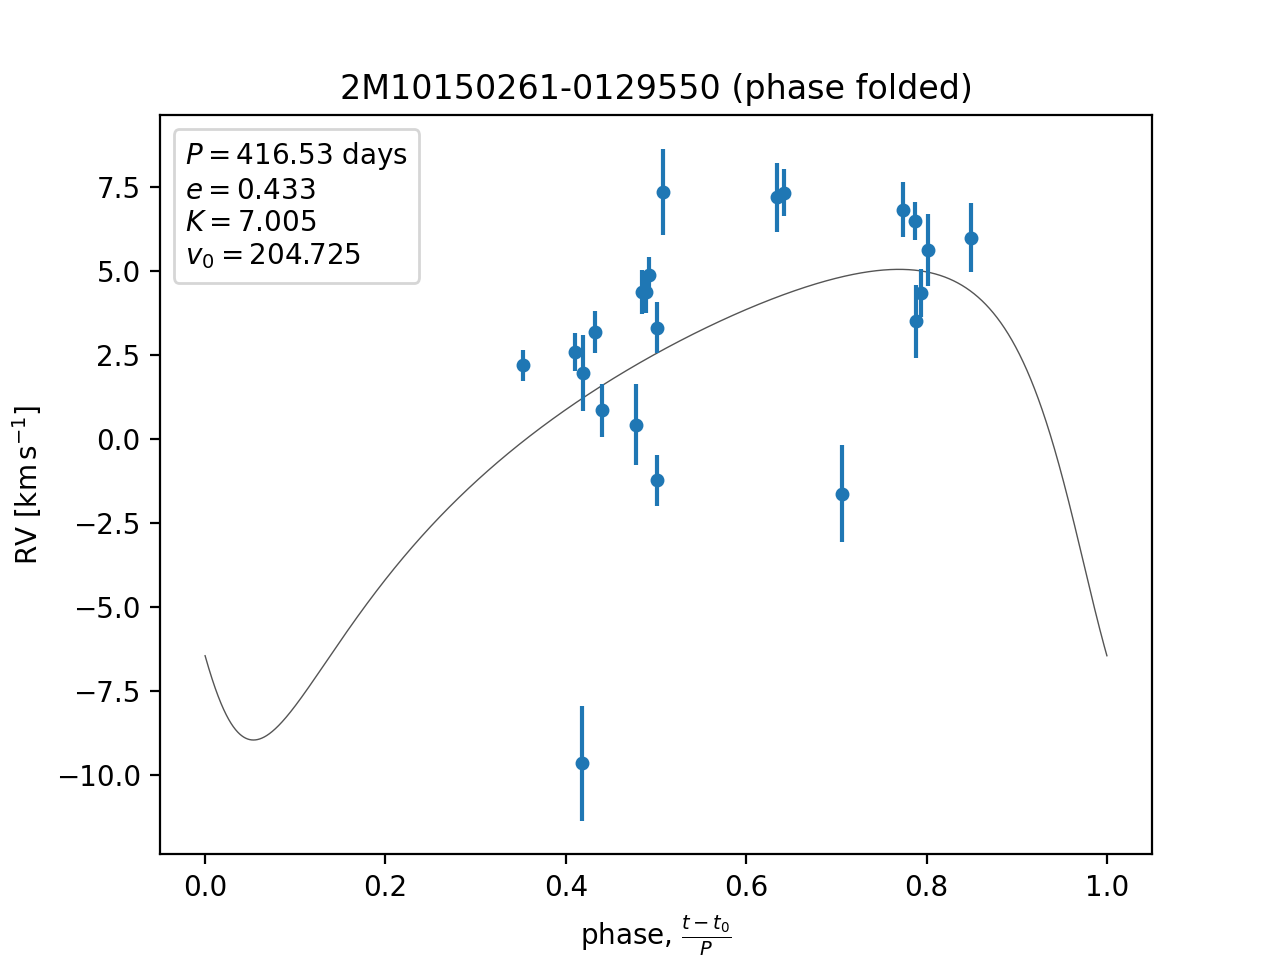 2M10150261-0129550 (phase folded)
P = 416.53 days
e = 0.433
K = 7.005
v₀ = 204.725
RV [km s⁻¹]
7.5
5.0
2.5
0.0
−2.5
−5.0
−7.5
−10.0
0.0 0.2 0.4 0.6 0.8 1.0
phase, (t − t₀)/P